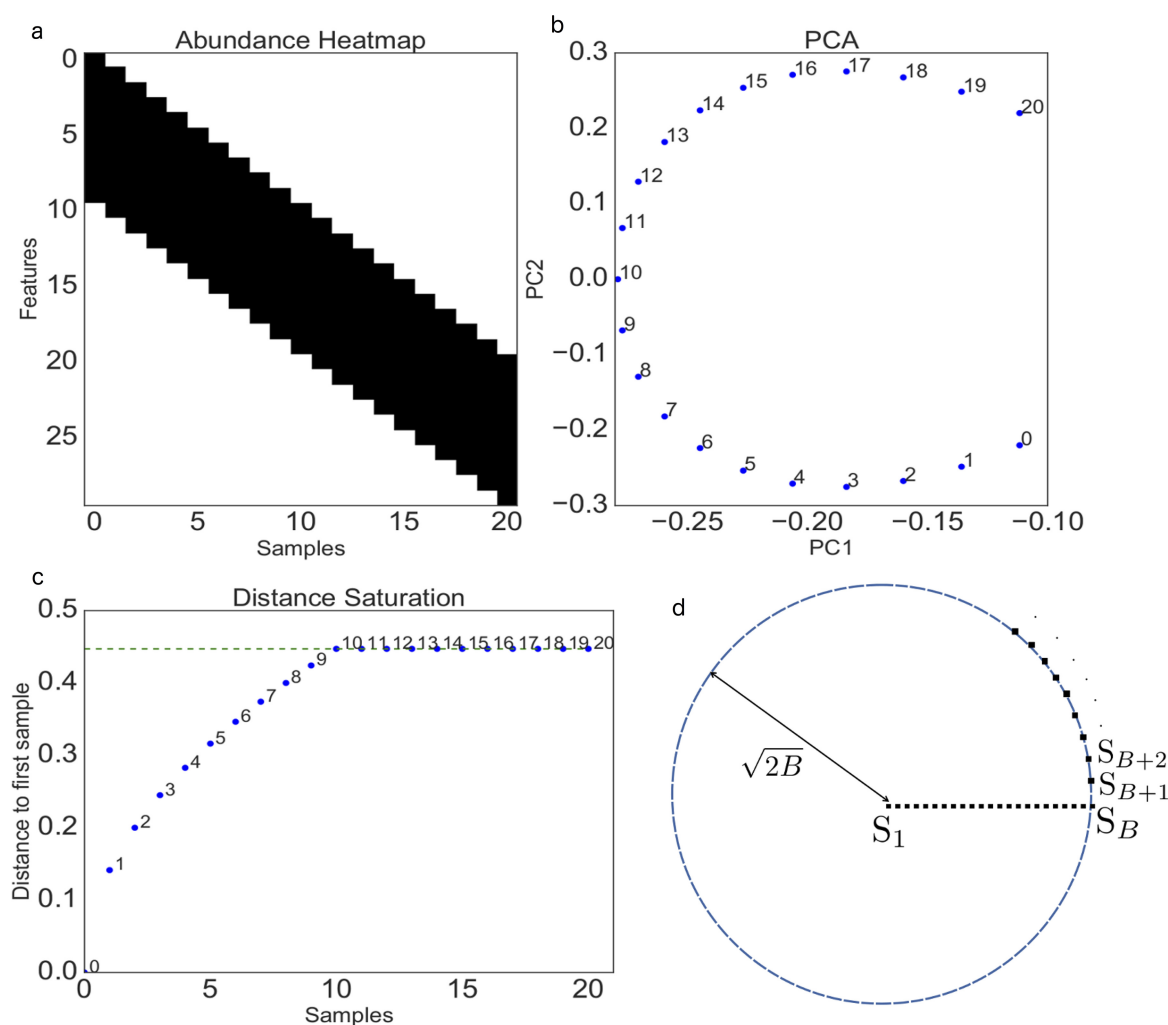 a
Abundance Heatmap
0
5
10
15
20
25
Features
0 5 10 15 20
Samples
b
PCA
0.3
0.2
0.1
0.0
−0.1
−0.2
−0.3
PC2
16 17 18
15 19
14 20
13
12
11
10
9
8
7
6
5
4 3 2
1
0
−0.25 −0.20 −0.15 −0.10
PC1
c
Distance Saturation
0.5
0.4
0.3
0.2
0.1
0.0
Distance to first sample
0
1
2
3
4
5
6
7
8
9
10 11 12 13 14 15 16 17 18 19 20
0 5 10 15 20
Samples
d
√2B
S_{B+2}
S_{B+1}
S_B
S_1